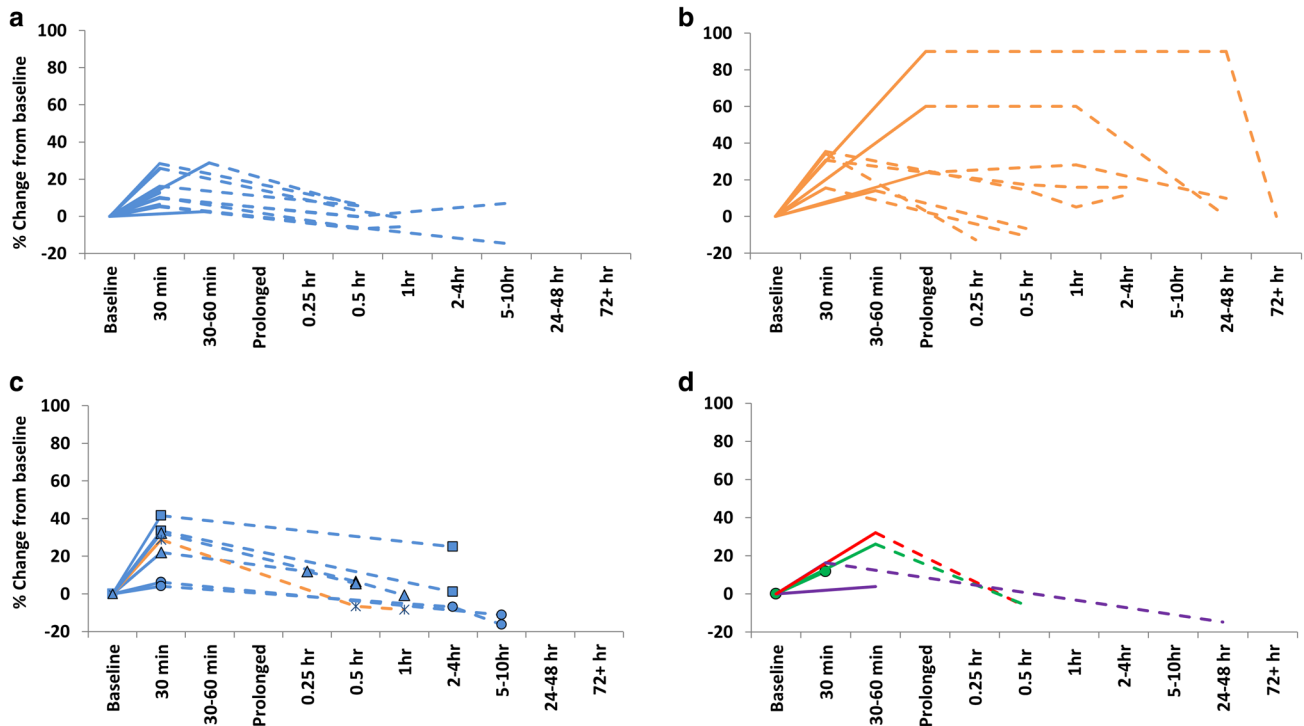 a
% Change from baseline
100
80
60
40
20
0
-20
Baseline
30 min
30-60 min
Prolonged
0.25 hr
0.5 hr
1hr
2-4hr
5-10hr
24-48 hr
72+ hr
b
100
80
60
40
20
0
-20
Baseline
30 min
30-60 min
Prolonged
0.25 hr
0.5 hr
1hr
2-4hr
5-10hr
24-48 hr
72+ hr
c
% Change from baseline
100
80
60
40
20
0
-20
Baseline
30 min
30-60 min
Prolonged
0.25 hr
0.5 hr
1hr
2-4hr
5-10hr
24-48 hr
72+ hr
d
100
80
60
40
20
0
-20
Baseline
30 min
30-60 min
Prolonged
0.25 hr
0.5 hr
1hr
2-4hr
5-10hr
24-48 hr
72+ hr